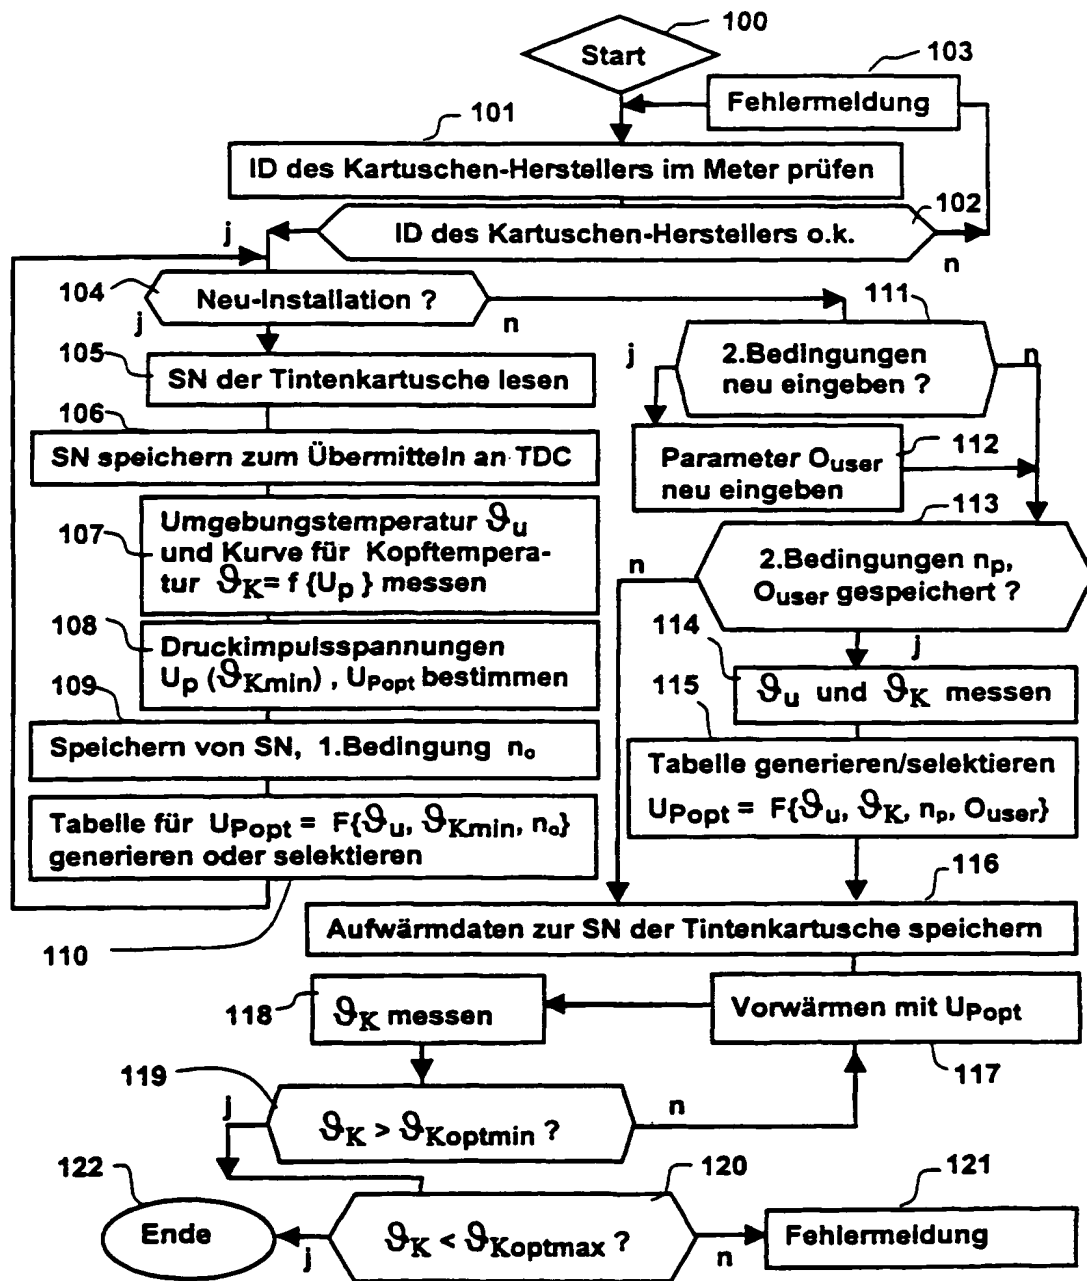 100
Start
103
Fehlermeldung
101
ID des Kartuschen-Herstellers im Meter prüfen
102
ID des Kartuschen-Herstellers o.k.
j
n
104
Neu-Installation ?
j
n
111
2.Bedingungen
neu eingeben ?
j
n
105
SN der Tintenkartusche lesen
106
SN speichern zum Übermitteln an TDC
112
Parameter Ouser
neu eingeben
107
Umgebungstemperatur ϑu
und Kurve für Kopftempera-
tur ϑK= f {Up } messen
113
2.Bedingungen np,
Ouser gespeichert ?
n
j
108
Druckimpulsspannungen
Up (ϑKmin) , UPopt bestimmen
114
ϑu und ϑK messen
109
Speichern von SN, 1.Bedingung no
115
Tabelle generieren/selektieren
UPopt = F{ϑu, ϑK, np, Ouser}
Tabelle für UPopt = F{ϑu, ϑKmin, no}
generieren oder selektieren
110
116
Aufwärmdaten zur SN der Tintenkartusche speichern
118
ϑK messen
Vorwärmen mit UPopt
117
119
j
ϑK > ϑKoptmin ?
n
122
Ende
120
ϑK < ϑKoptmax ?
j
n
121
Fehlermeldung